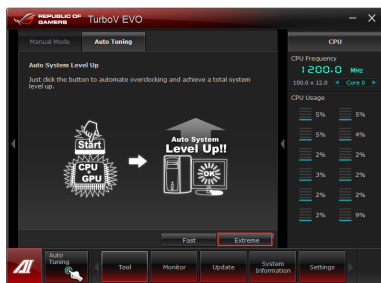 REPUBLIC OF
GAMERS
TurboV EVO
Manual Mode
Auto Tuning
CPU
Auto System Level Up
Just click the button to automate overclocking and achieve a total system
level up.
CPU Frequency
1200.0 MHz
100.0 x 12.0
Core 0
CPU Usage
5% 5%
5% 4%
2% 2%
3% 2%
2% 2%
2% 9%
Start
CPU
+
GPU
Auto System
Level Up!!
OK
Fast
Extreme
Auto
Tuning
Tool
Monitor
Update
System
Information
Settings